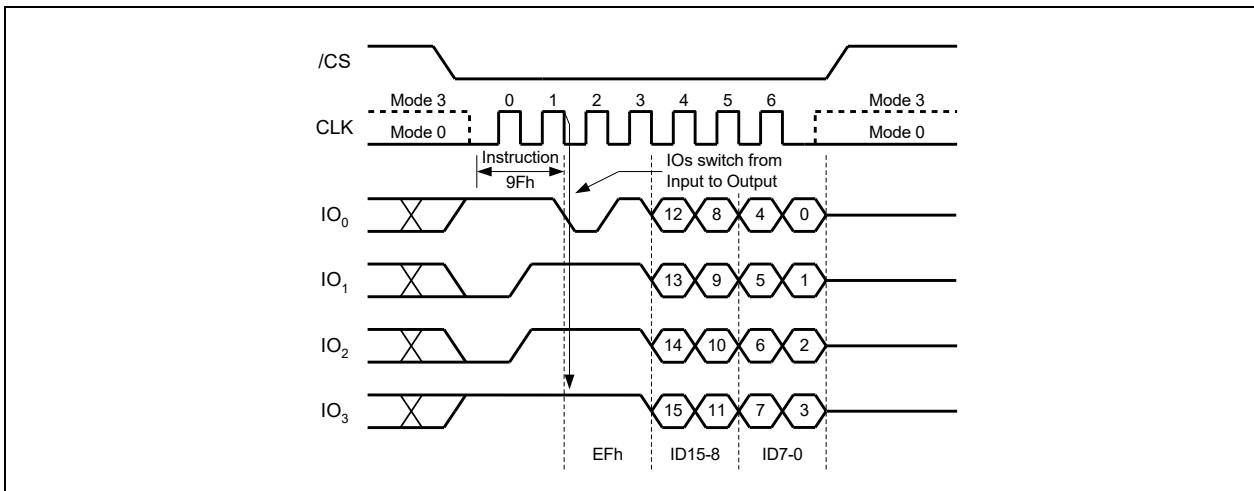 /CS
Mode 3 0 1 2 3 4 5 6 Mode 3
CLK
Mode 0 Mode 0
Instruction
9Fh
IOs switch from
Input to Output
IO0 12 8 4 0
IO1 13 9 5 1
IO2 14 10 6 2
IO3 15 11 7 3
EFh ID15-8 ID7-0